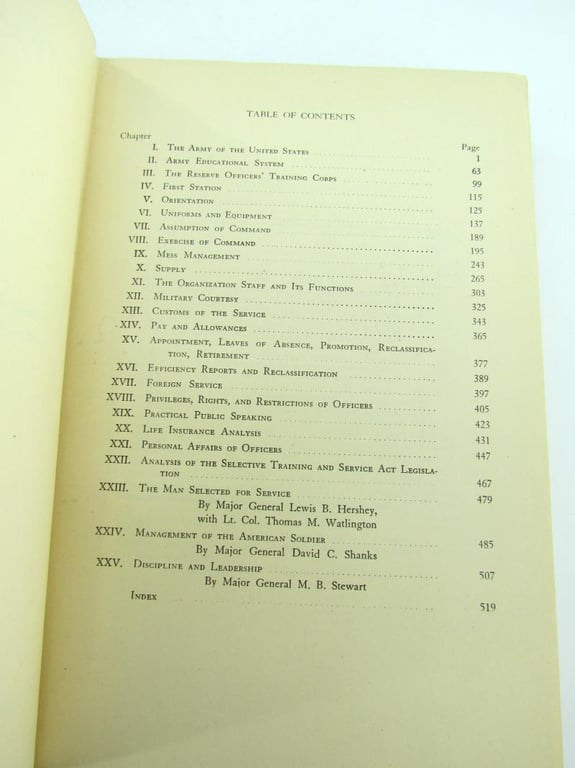 TABLE OF CONTENTS
Chapter Page
I. The Army of the United States 1
II. Army Educational System 63
III. The Reserve Officers' Training Corps 99
IV. First Station 115
V. Orientation 125
VI. Uniforms and Equipment 137
VII. Assumption of Command 189
VIII. Exercise of Command 195
IX. Mess Management 243
X. Supply 265
XI. The Organization Staff and Its Functions 303
XII. Military Courtesy 325
XIII. Customs of the Service 343
XIV. Pay and Allowances 365
XV. Appointment, Leaves of Absence, Promotion, Reclassifica-
tion, Retirement 377
XVI. Efficiency Reports and Reclassification 389
XVII. Foreign Service 397
XVIII. Privileges, Rights, and Restrictions of Officers 405
XIX. Practical Public Speaking 423
XX. Life Insurance Analysis 431
XXI. Personal Affairs of Officers 447
XXII. Analysis of the Selective Training and Service Act Legisla-
tion 467
XXIII. The Man Selected for Service 479
By Major General Lewis B. Hershey,
with Lt. Col. Thomas M. Watlington
XXIV. Management of the American Soldier 485
By Major General David C. Shanks
XXV. Discipline and Leadership 507
By Major General M. B. Stewart
Index 519